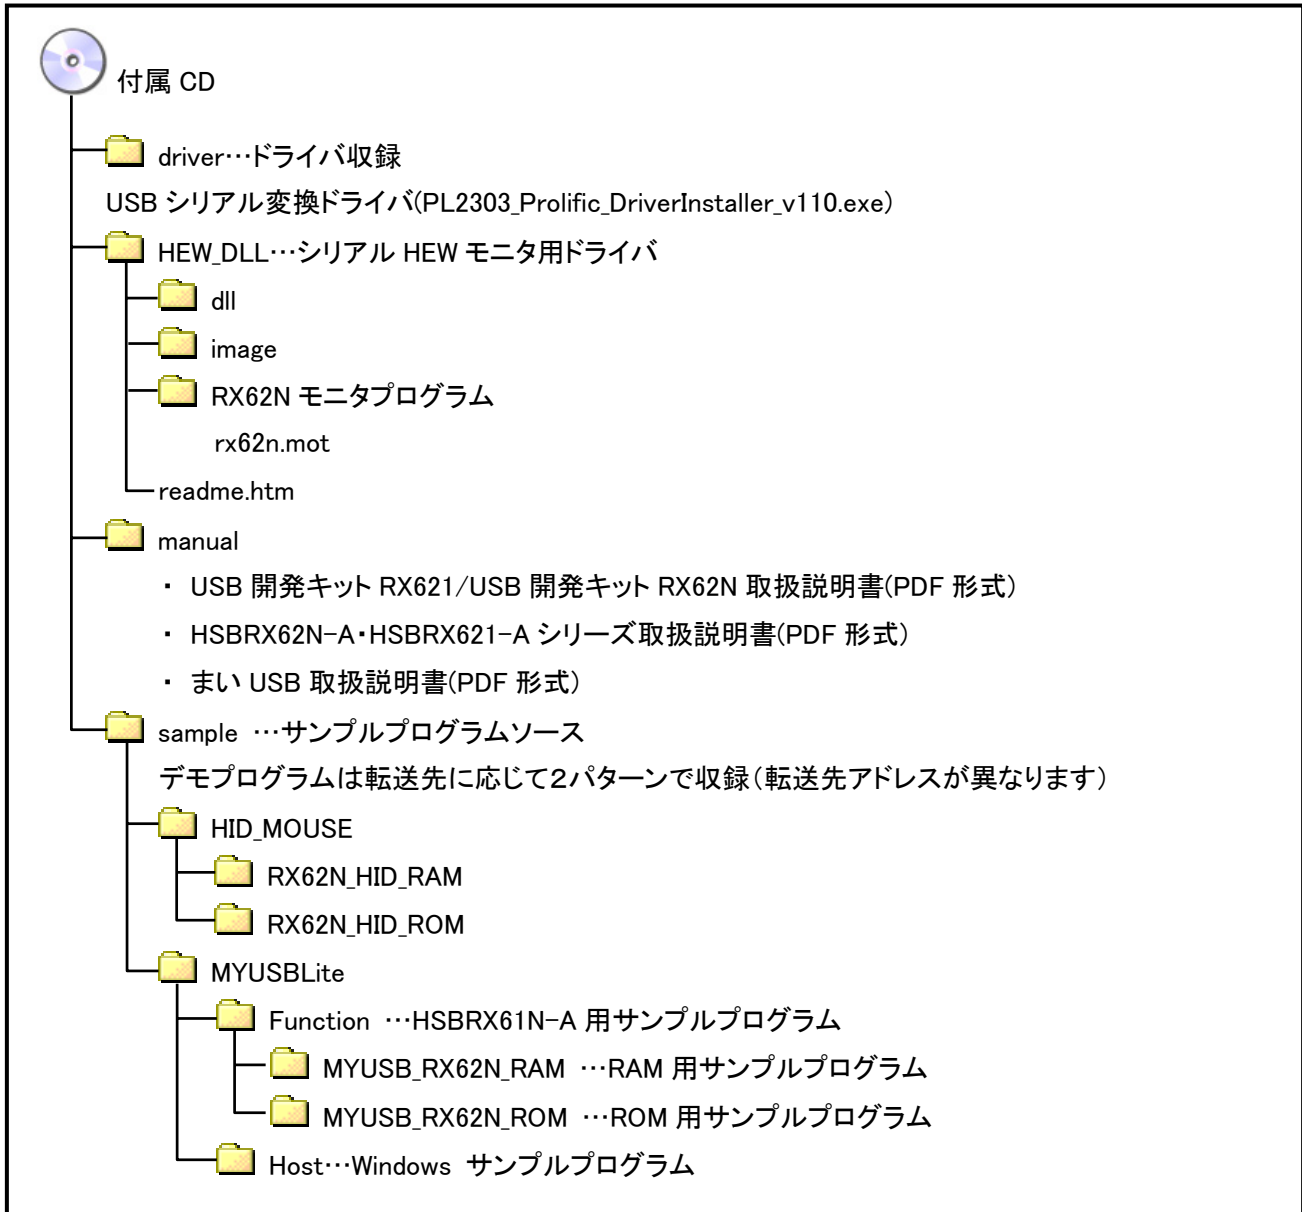 付属 CD
driver…ドライバ収録
USB シリアル変換ドライバ(PL2303_Prolific_DriverInstaller_v110.exe)
HEW_DLL…シリアル HEW モニタ用ドライバ
dll
image
RX62N モニタプログラム
rx62n.mot
readme.htm
manual
・ USB 開発キット RX621/USB 開発キット RX62N 取扱説明書(PDF 形式)
・ HSBRX62N-A・HSBRX621-A シリーズ取扱説明書(PDF 形式)
・ まい USB 取扱説明書(PDF 形式)
sample …サンプルプログラムソース
デモプログラムは転送先に応じて２パターンで収録（転送先アドレスが異なります）
HID_MOUSE
RX62N_HID_RAM
RX62N_HID_ROM
MYUSBLite
Function …HSBRX61N-A 用サンプルプログラム
MYUSB_RX62N_RAM …RAM 用サンプルプログラム
MYUSB_RX62N_ROM …ROM 用サンプルプログラム
Host…Windows サンプルプログラム